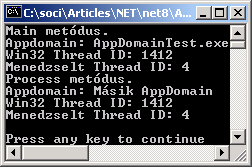 C:\soci\Articles\NET\net8\A...
Main metódus.
Appdomain: AppDomainTest.exe
Win32 Thread ID: 1412
Menedzselt Thread ID: 4
Process metódus.
Appdomain: Másik AppDomain
Win32 Thread ID: 1412
Menedzselt Thread ID: 4
Press any key to continue